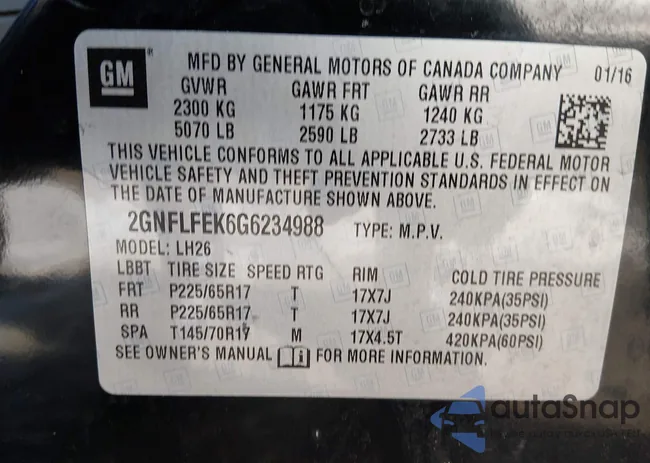 GM
MFD BY GENERAL MOTORS OF CANADA COMPANY 01/16
GVWR GAWR FRT GAWR RR
2300 KG 1175 KG 1240 KG
5070 LB 2590 LB 2733 LB
THIS VEHICLE CONFORMS TO ALL APPLICABLE U.S. FEDERAL MOTOR
VEHICLE SAFETY AND THEFT PREVENTION STANDARDS IN EFFECT ON
THE DATE OF MANUFACTURE SHOWN ABOVE.
2GNFLFEK6G6234988 TYPE: M.P.V.
MODEL: LH26
LBBT TIRE SIZE SPEED RTG RIM COLD TIRE PRESSURE
FRT P225/65R17 T 17X7J 240KPA(35PSI)
RR P225/65R17 T 17X7J 240KPA(35PSI)
SPA T145/70R17 M 17X4.5T 420KPA(60PSI)
SEE OWNER'S MANUAL FOR MORE INFORMATION.
autaSnap